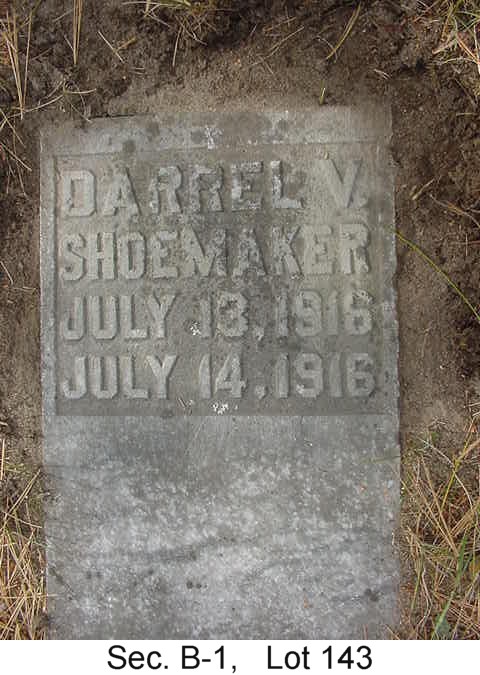 DARREL V.
SHOEMAKER
JULY 13, 1916
JULY 14, 1916
Sec. B-1, Lot 143